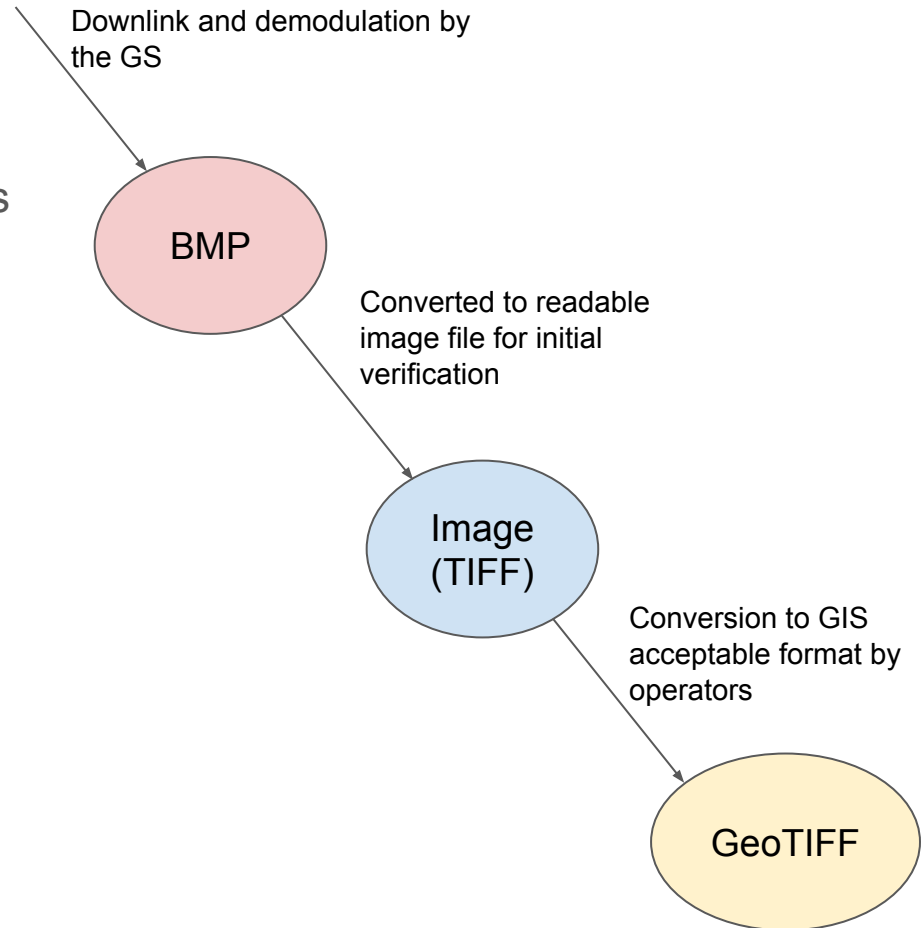 Downlink and demodulation by
the GS
s
BMP
Converted to readable
image file for initial
verification
Image
(TIFF)
Conversion to GIS
acceptable format by
operators
GeoTIFF